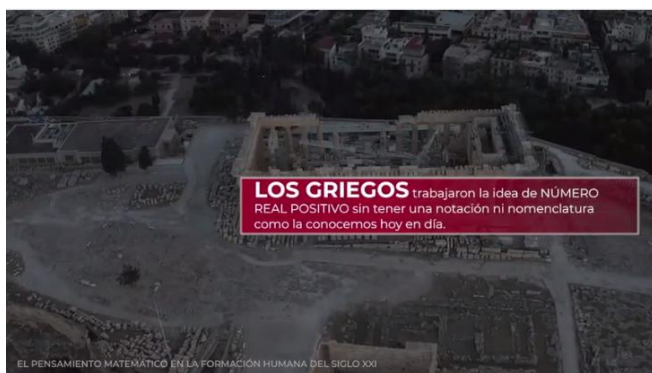 LOS GRIEGOS trabajaron la idea de NÚMERO
REAL POSITIVO sin tener una notación ni nomenclatura
como la conocemos hoy en día.
EL PENSAMIENTO MATEMÁTICO EN LA FORMACIÓN HUMANA DEL SIGLO XXI